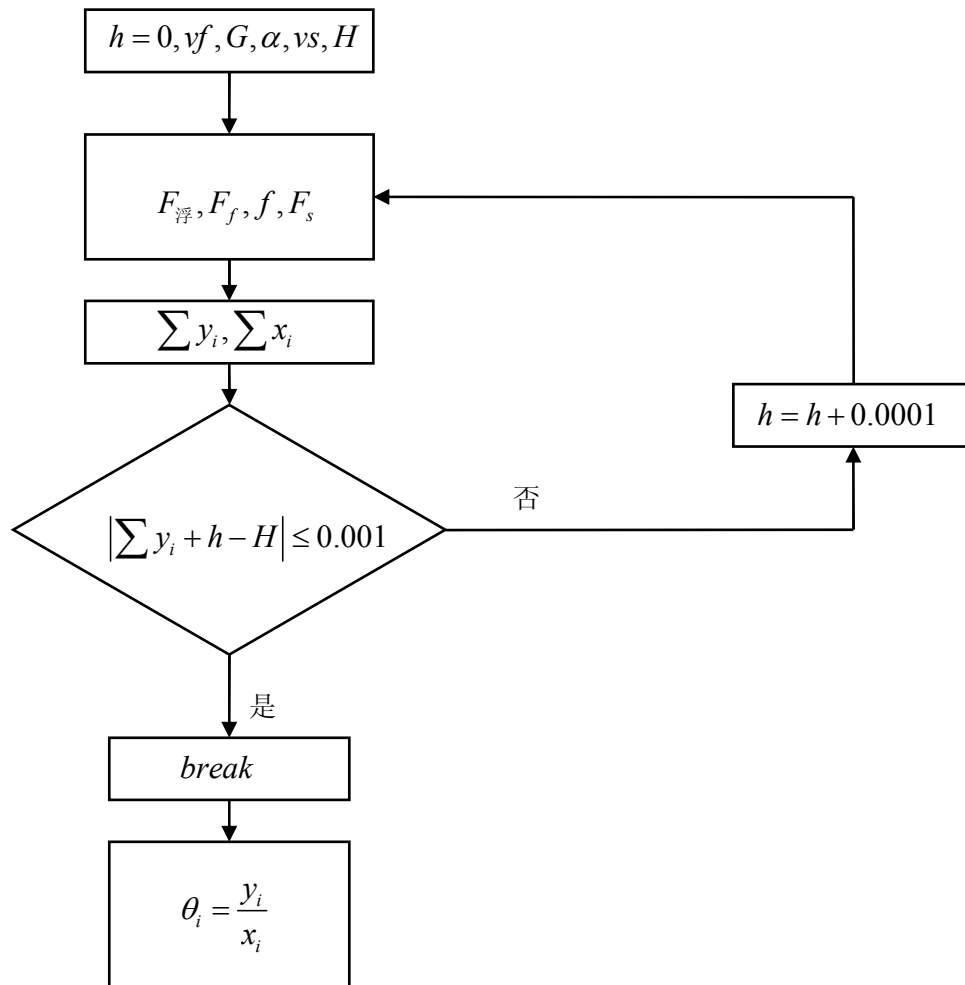 h = 0, vf, G, α, vs, H
F浮, F_f, f, F_s
∑ y_i, ∑ x_i
h = h + 0.0001
否
|∑ y_i + h − H| ≤ 0.001
是
break
θ_i = y_i / x_i